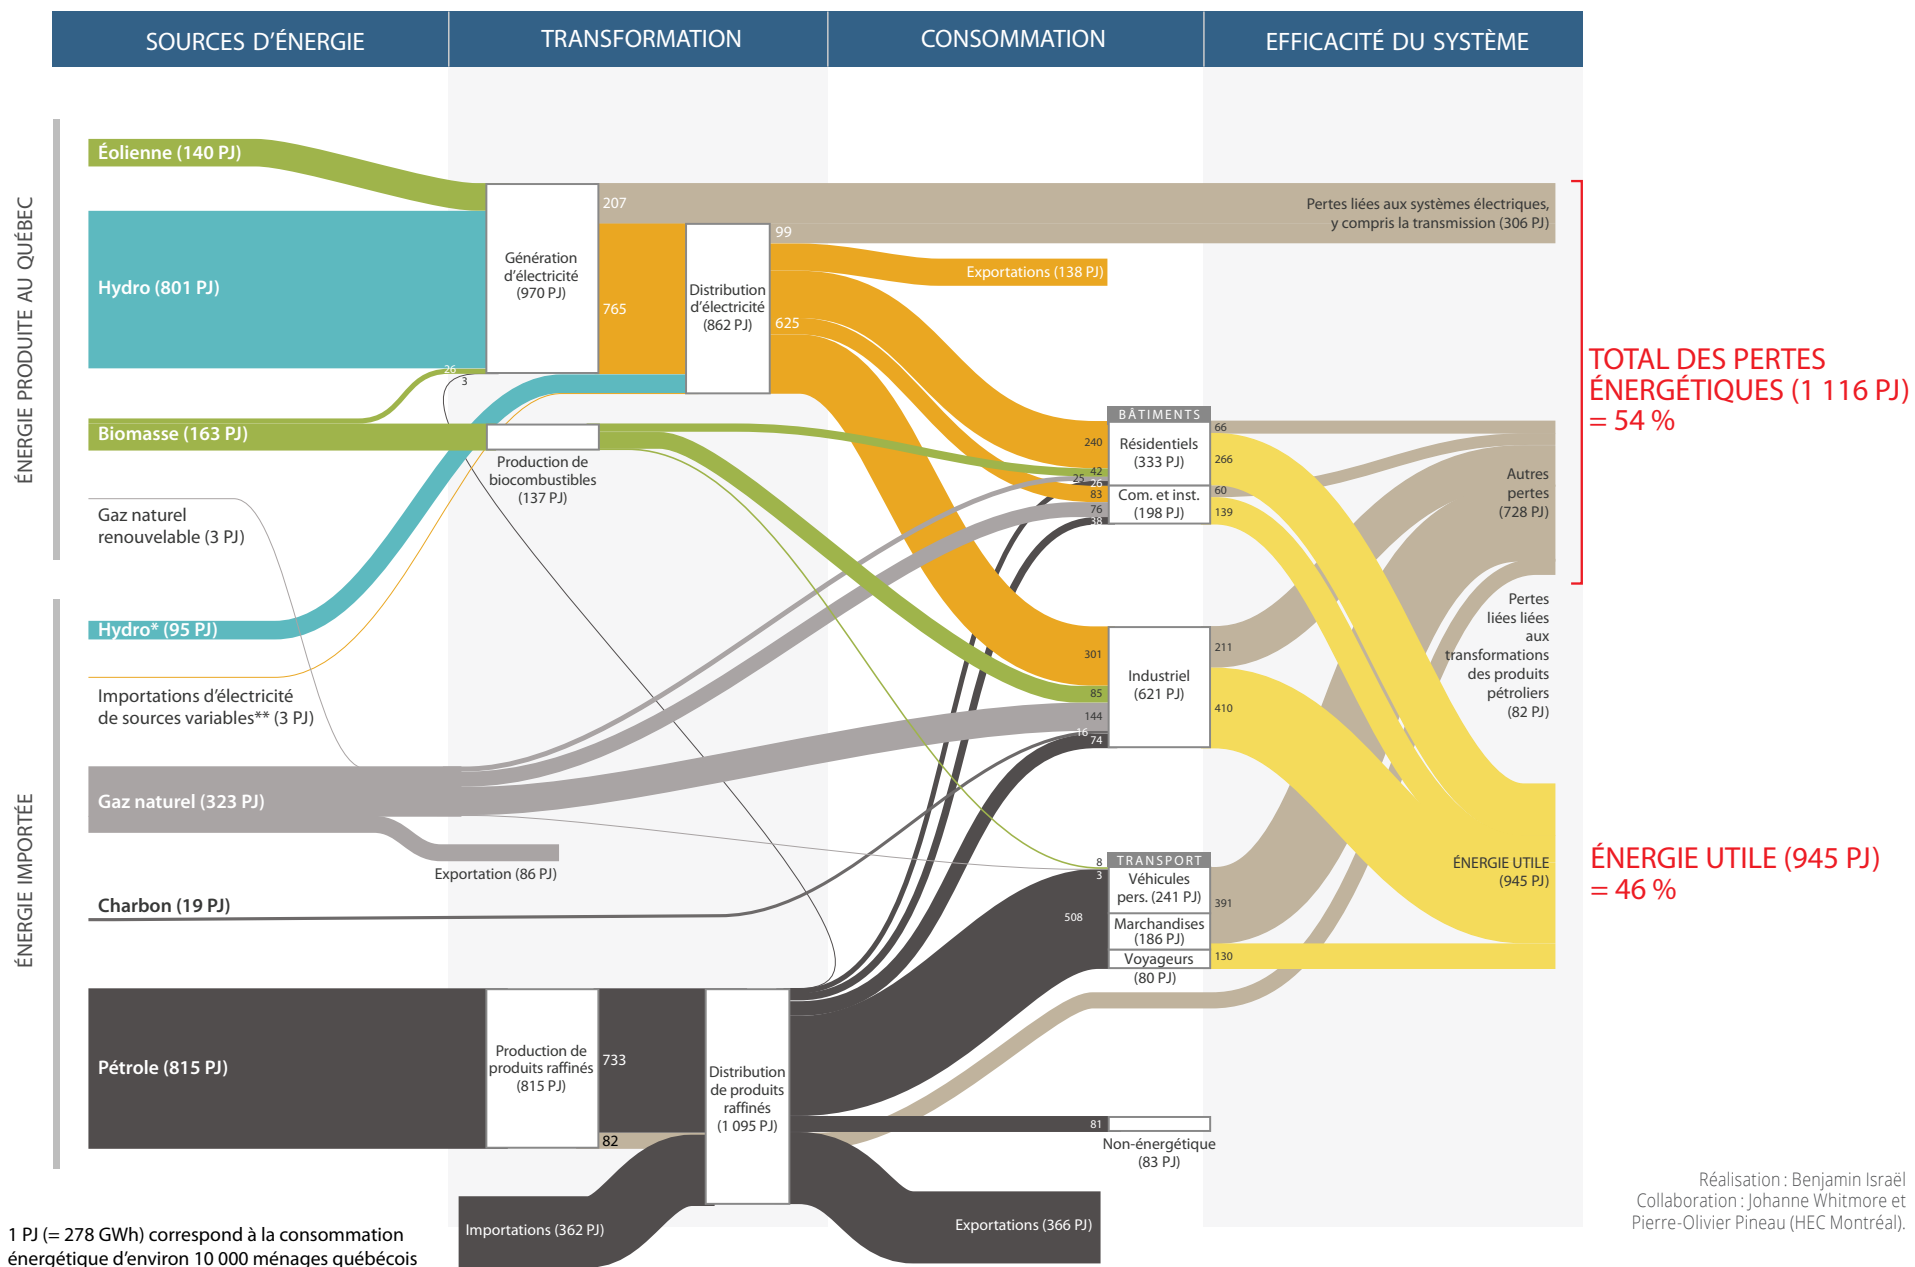 SOURCES D'ÉNERGIE
TRANSFORMATION
CONSOMMATION
EFFICACITÉ DU SYSTÈME
ÉNERGIE PRODUITE AU QUÉBEC
Éolienne (140 PJ)
Hydro (801 PJ)
Biomasse (163 PJ)
Gaz naturel
renouvelable (3 PJ)
ÉNERGIE IMPORTÉE
Hydro* (95 PJ)
Importations d'électricité
de sources variables** (3 PJ)
Gaz naturel (323 PJ)
Exportation (86 PJ)
Charbon (19 PJ)
Pétrole (815 PJ)
26
3
Génération
d'électricité
(970 PJ)
207
765
Distribution
d'électricité
(862 PJ)
99
625
Production de
biocombustibles
(137 PJ)
Production de
produits raffinés
(815 PJ)
733
82
Distribution
de produits
raffinés
(1 095 PJ)
Importations (362 PJ)
Exportations (366 PJ)
Exportations (138 PJ)
BÂTIMENTS
240
42
25
26
Résidentiels
(333 PJ)
66
266
83
76
38
Com. et inst.
(198 PJ)
60
139
301
85
144
16
74
Industriel
(621 PJ)
211
410
TRANSPORT
8
3
508
Véhicules
pers. (241 PJ)
Marchandises
(186 PJ)
Voyageurs
(80 PJ)
391
130
81
Non-énergétique
(83 PJ)
Pertes liées aux systèmes électriques,
y compris la transmission (306 PJ)
Autres
pertes
(728 PJ)
Pertes
liées liées
aux
transformations
des produits
pétroliers
(82 PJ)
ÉNERGIE UTILE
(945 PJ)
TOTAL DES PERTES
ÉNERGÉTIQUES (1 116 PJ)
= 54 %
ÉNERGIE UTILE (945 PJ)
= 46 %
Réalisation : Benjamin Israël
Collaboration : Johanne Whitmore et
Pierre-Olivier Pineau (HEC Montréal).
1 PJ (= 278 GWh) correspond à la consommation
énergétique d'environ 10 000 ménages québécois